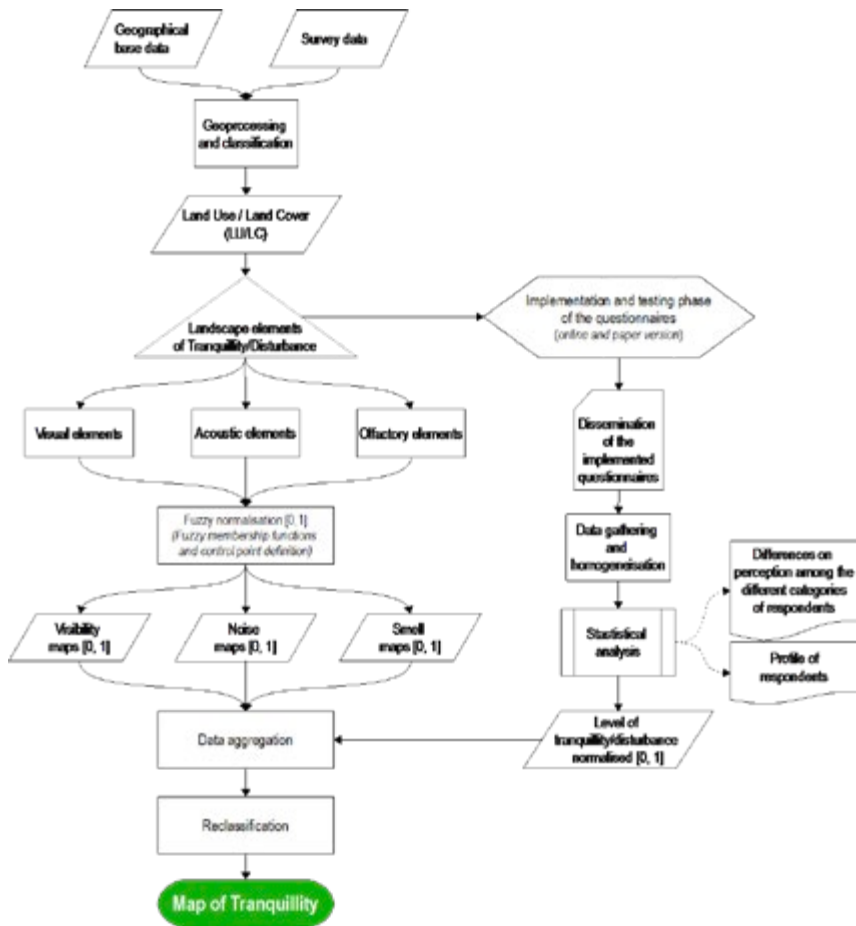 Geographical
base data
Survey data
Geoprocessing
and classification
Land Use / Land Cover
(LU/LC)
Landscape elements
of Tranquillity/Disturbance
Implementation and testing phase
of the questionnaires
(online and paper version)
Visual elements
Acoustic elements
Olfactory elements
Dissemination
of the
implemented
questionnaires
Fuzzy normalisation [0, 1]
(Fuzzy membership functions
and control point definition)
Data gathering
and
homogeneisation
Differences on
perception among the
different categories
of respondents
Visibility
maps [0, 1]
Noise
maps [0, 1]
Smell
maps [0, 1]
Stastistical
analysis
Profile of
respondents
Data aggregation
Level of
tranquillity/disturbance
normalised [0, 1]
Reclassification
Map of Tranquillity